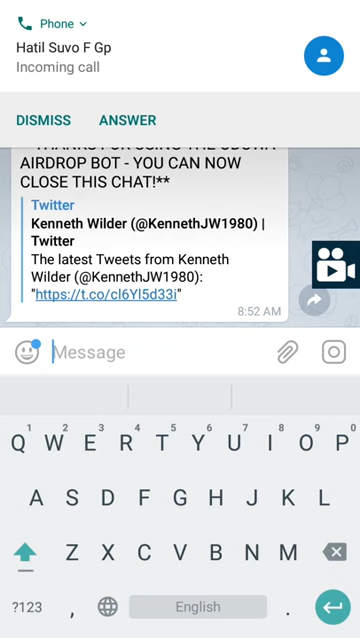 Phone
Hatil Suvo F Gp
Incoming call
DISMISS ANSWER
AIRDROP BOT - YOU CAN NOW
CLOSE THIS CHAT!**
Twitter
Kenneth Wilder (@KennethJW1980) |
Twitter
The latest Tweets from Kenneth
Wilder (@KennethJW1980):
"https://t.co/cl6Yl5d33i"
8:52 AM
Message
1 2 3 4 5 6 7 8 9 0
Q W E R T Y U I O P
A S D F G H J K L
Z X C V B N M
?123 , English .